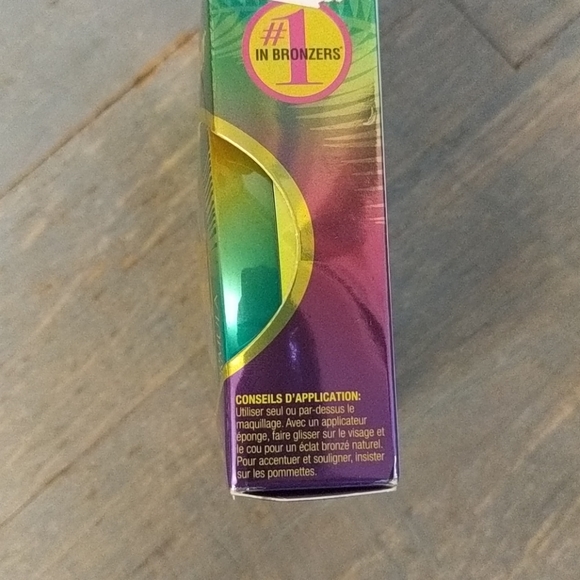 #1
IN BRONZERS*
CONSEILS D'APPLICATION:
Utiliser seul ou par-dessus le
maquillage. Avec un applicateur
éponge, faire glisser sur le visage et
le cou pour un éclat bronzé naturel.
Pour accentuer et souligner, insister
sur les pommettes.